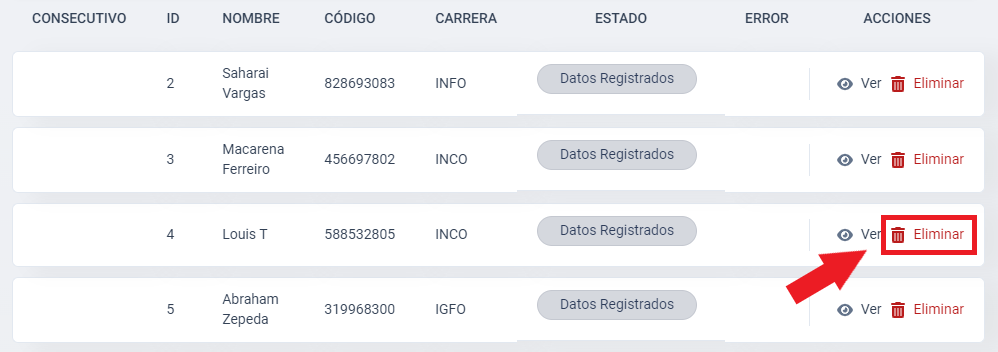 CONSECUTIVO ID NOMBRE CÓDIGO CARRERA ESTADO ERROR ACCIONES
2 Saharai Vargas 828693083 INFO Datos Registrados Ver Eliminar
3 Macarena Ferreiro 456697802 INCO Datos Registrados Ver Eliminar
4 Louis T 588532805 INCO Datos Registrados Ver Eliminar
5 Abraham Zepeda 319968300 IGFO Datos Registrados Ver Eliminar